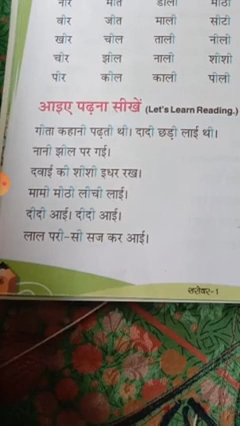 वीर जीत माली सीटी
खीर चील ताली नीली
चीर झील नाली शीशी
पीर कील काली पीली
आइए पढ़ना सीखें (Let's Learn Reading.)
गीता कहानी पढ़ती थी। दादी छड़ी लाई थी।
नानी झील पर गई।
दवाई की शीशी इधर रख।
मामी मीठी लीची लाई।
दीदी आई। दीदी आई।
लाल परी-सी सज कर आई।